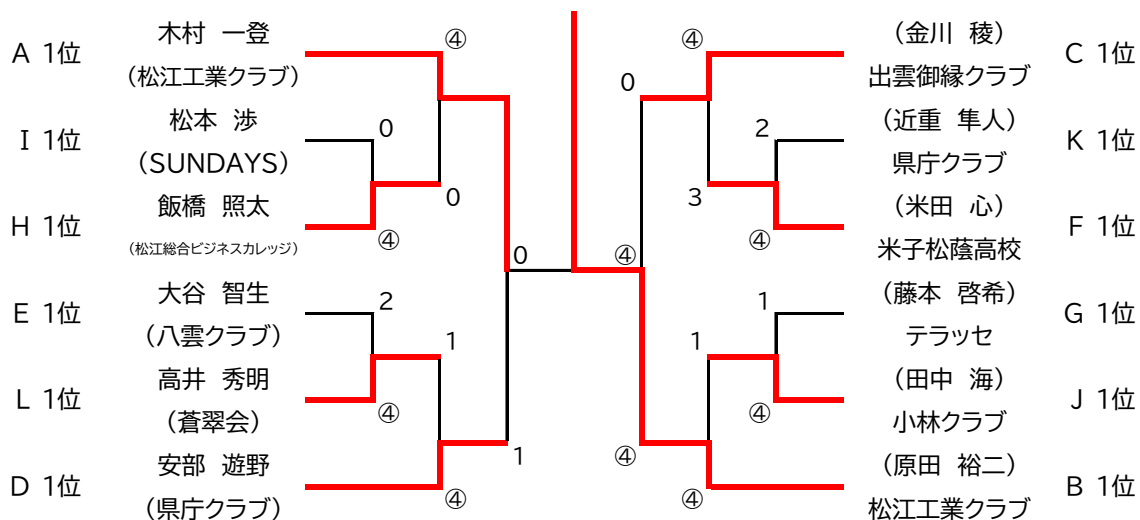 木村 一登
④
④
(金川 稜)
A 1位
C 1位
(松江工業クラブ)
0
出雲御縁クラブ
松本 渉
0
2
(近重 隼人)
I 1位
K 1位
(SUNDAYS)
県庁クラブ
飯橋 照太
0
3
(米田 心)
H 1位
F 1位
④
④
(松江総合ビジネスカレッジ)
0
④
米子松蔭高校
大谷 智生
2
1
(藤本 啓希)
E 1位
G 1位
(八雲クラブ)
1
1
テラッセ
高井 秀明
(田中 海)
L 1位
J 1位
④
④
(蒼翠会)
小林クラブ
1
④
安部 遊野
(原田 裕二)
D 1位
B 1位
④
④
(県庁クラブ)
松江工業クラブ